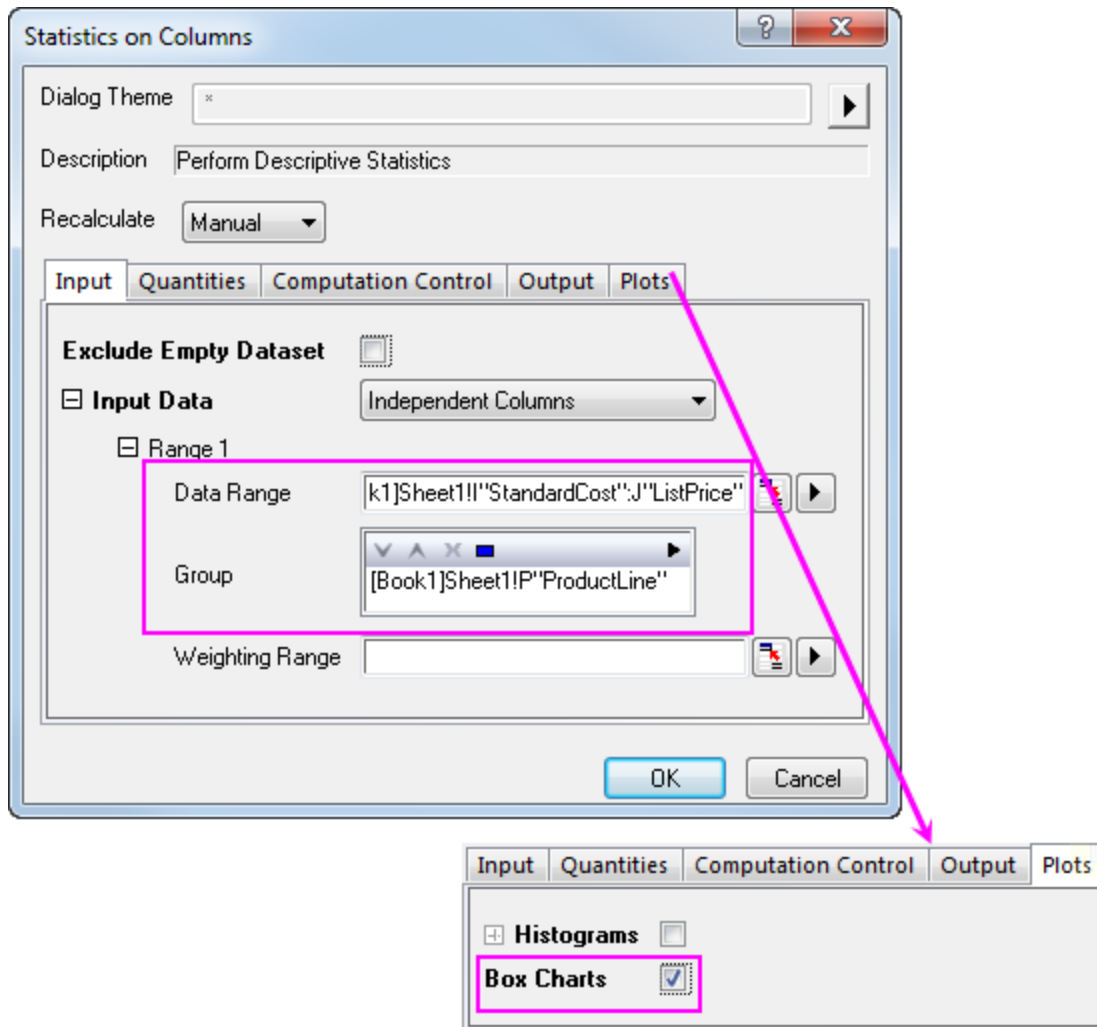 Statistics on Columns
Dialog Theme *
Description Perform Descriptive Statistics
Recalculate Manual
Input Quantities Computation Control Output Plots
Exclude Empty Dataset
Input Data Independent Columns
Range 1
Data Range k1]Sheet1!I"StandardCost":J"ListPrice"
Group [Book1]Sheet1!P"ProductLine"
Weighting Range
OK Cancel
Input Quantities Computation Control Output Plots
Histograms
Box Charts